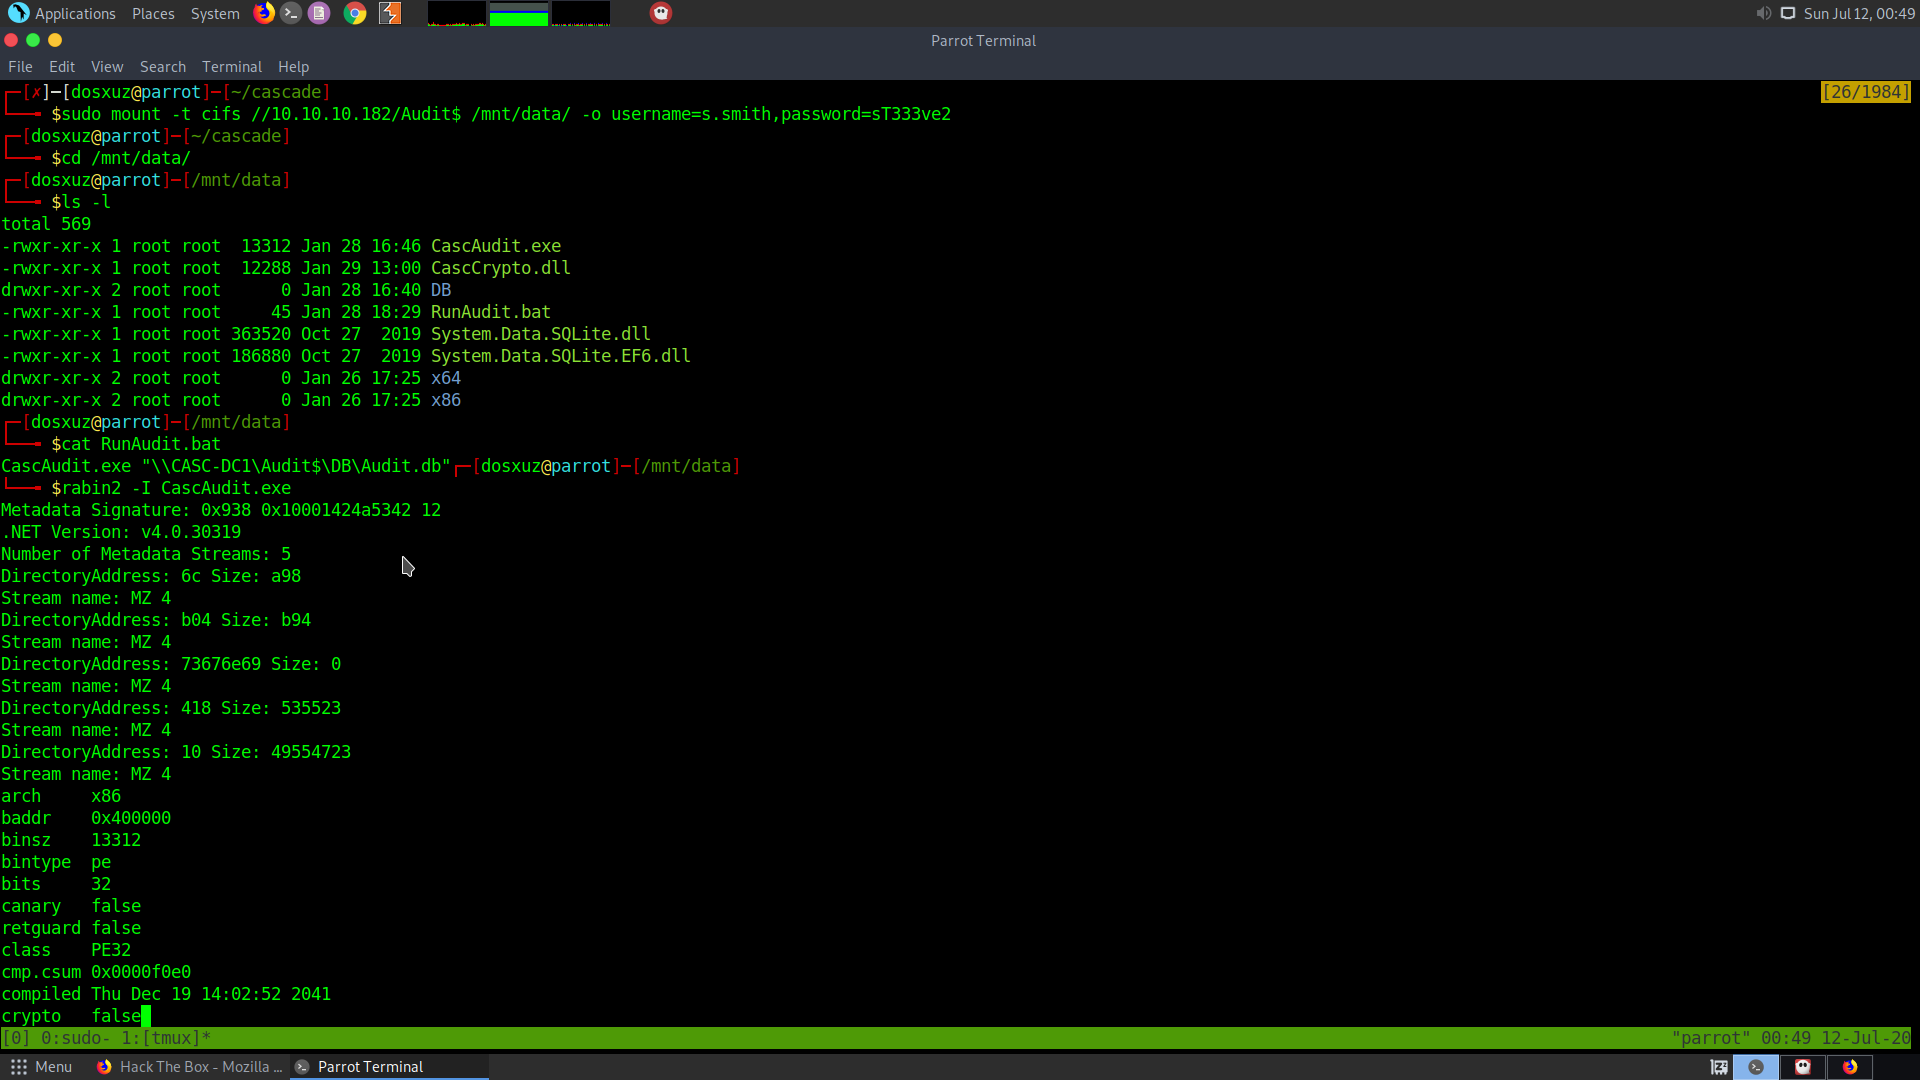 Applications Places System Sun Jul 12, 00:49
Parrot Terminal
File Edit View Search Terminal Help
┌─[✗]─[dosxuz@parrot]─[~/cascade] [26/1984]
└──╼ $sudo mount -t cifs //10.10.10.182/Audit$ /mnt/data/ -o username=s.smith,password=sT333ve2
┌─[dosxuz@parrot]─[~/cascade]
└──╼ $cd /mnt/data/
┌─[dosxuz@parrot]─[/mnt/data]
└──╼ $ls -l
total 569
-rwxr-xr-x 1 root root  13312 Jan 28 16:46 CascAudit.exe
-rwxr-xr-x 1 root root  12288 Jan 29 13:00 CascCrypto.dll
drwxr-xr-x 2 root root      0 Jan 28 16:40 DB
-rwxr-xr-x 1 root root     45 Jan 28 18:29 RunAudit.bat
-rwxr-xr-x 1 root root 363520 Oct 27  2019 System.Data.SQLite.dll
-rwxr-xr-x 1 root root 186880 Oct 27  2019 System.Data.SQLite.EF6.dll
drwxr-xr-x 2 root root      0 Jan 26 17:25 x64
drwxr-xr-x 2 root root      0 Jan 26 17:25 x86
┌─[dosxuz@parrot]─[/mnt/data]
└──╼ $cat RunAudit.bat
CascAudit.exe "\\CASC-DC1\Audit$\DB\Audit.db"┌─[dosxuz@parrot]─[/mnt/data]
└──╼ $rabin2 -I CascAudit.exe
Metadata Signature: 0x938 0x10001424a5342 12
.NET Version: v4.0.30319
Number of Metadata Streams: 5
DirectoryAddress: 6c Size: a98
Stream name: MZ 4
DirectoryAddress: b04 Size: b94
Stream name: MZ 4
DirectoryAddress: 73676e69 Size: 0
Stream name: MZ 4
DirectoryAddress: 418 Size: 535523
Stream name: MZ 4
DirectoryAddress: 10 Size: 49554723
Stream name: MZ 4
arch     x86
baddr    0x400000
binsz    13312
bintype  pe
bits     32
canary   false
retguard false
class    PE32
cmp.csum 0x0000f0e0
compiled Thu Dec 19 14:02:52 2041
crypto   false
[0] 0:sudo- 1:[tmux]* "parrot" 00:49 12-Jul-20
Menu Hack The Box - Mozilla ... Parrot Terminal